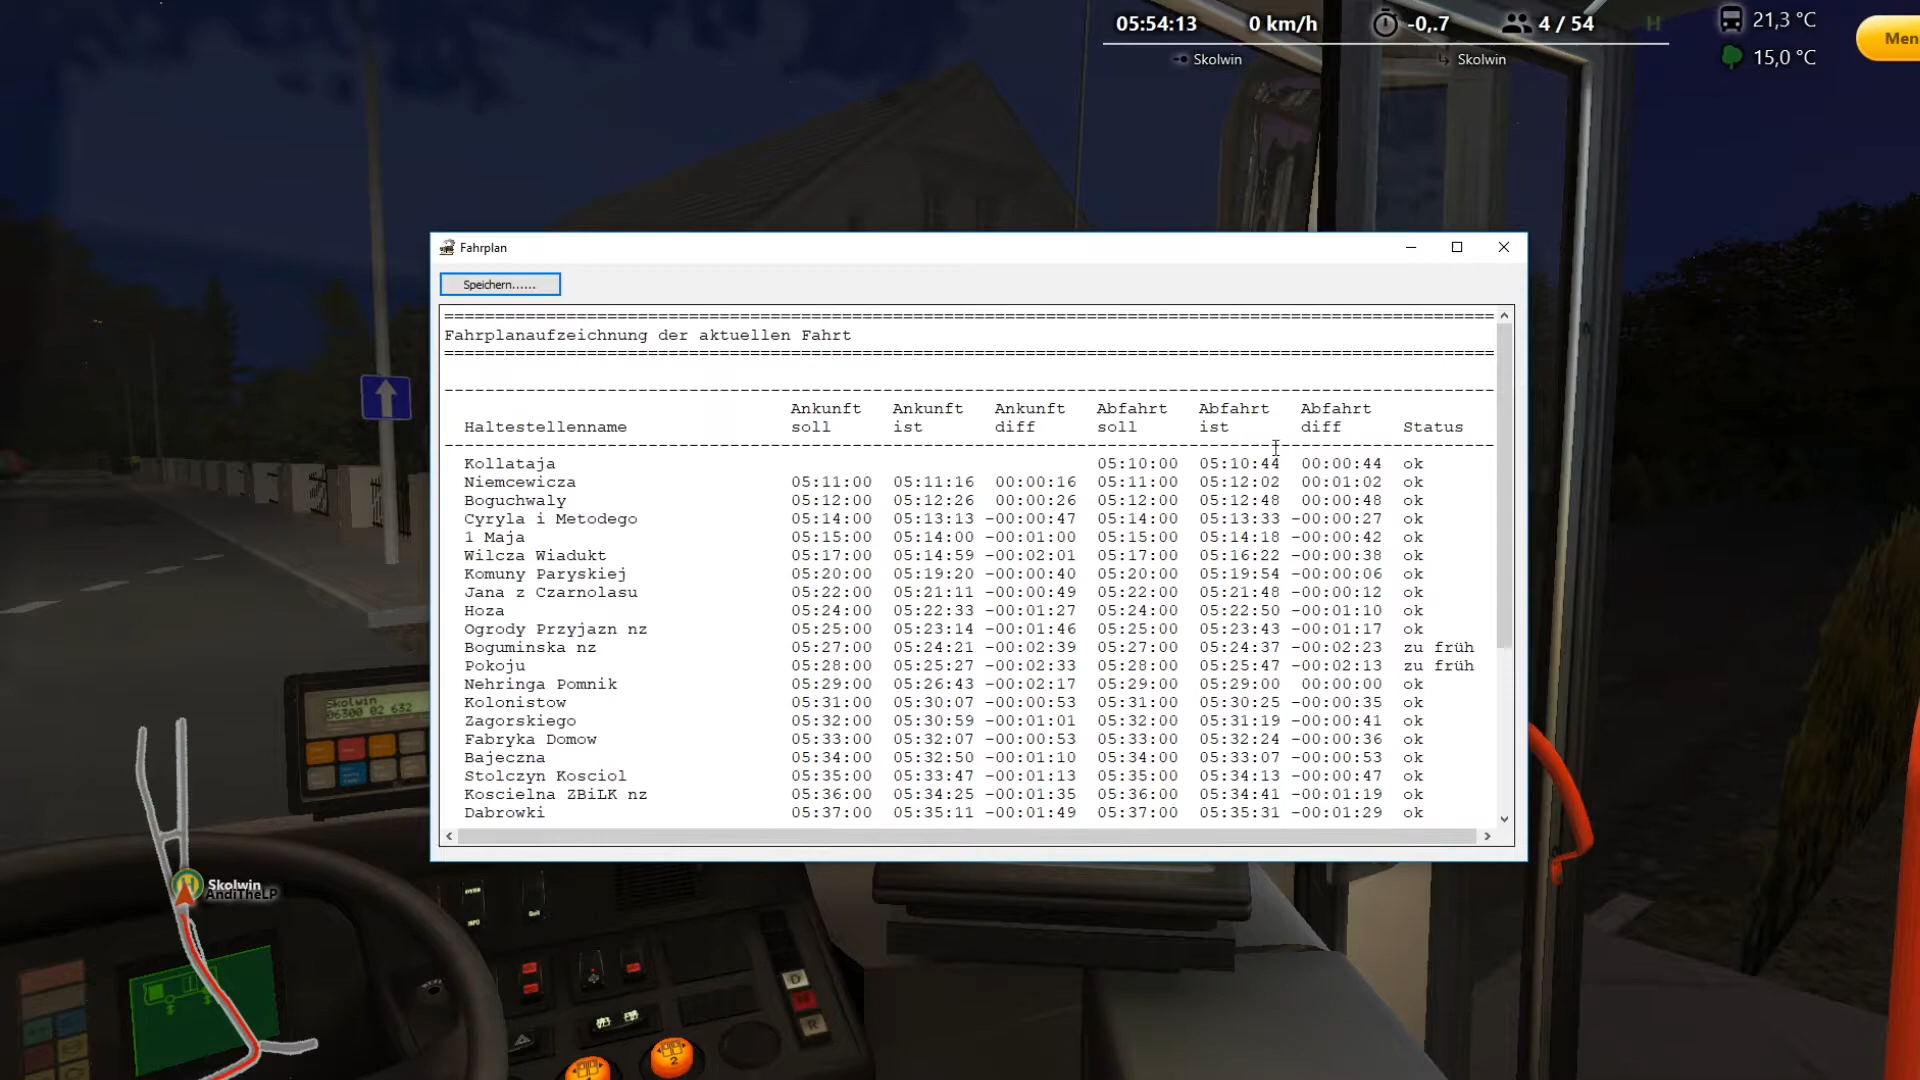 05:54:13 0 km/h -0,.7 4 / 54 H 21,3 °C
Men
Skolwin Skolwin 15,0 °C
Fahrplan
Speichern......
Fahrplanaufzeichnung der aktuellen Fahrt
Ankunft Ankunft Ankunft Abfahrt Abfahrt Abfahrt
Haltestellenname soll ist diff soll ist diff Status
Kollataja 05:10:00 05:10:44 00:00:44 ok
Niemcewicza 05:11:00 05:11:16 00:00:16 05:11:00 05:12:02 00:01:02 ok
Boguchwaly 05:12:00 05:12:26 00:00:26 05:12:00 05:12:48 00:00:48 ok
Cyryla i Metodego 05:14:00 05:13:13 -00:00:47 05:14:00 05:13:33 -00:00:27 ok
1 Maja 05:15:00 05:14:00 -00:01:00 05:15:00 05:14:18 -00:00:42 ok
Wilcza Wiadukt 05:17:00 05:14:59 -00:02:01 05:17:00 05:16:22 -00:00:38 ok
Komuny Paryskiej 05:20:00 05:19:20 -00:00:40 05:20:00 05:19:54 -00:00:06 ok
Jana z Czarnolasu 05:22:00 05:21:11 -00:00:49 05:22:00 05:21:48 -00:00:12 ok
Hoza 05:24:00 05:22:33 -00:01:27 05:24:00 05:22:50 -00:01:10 ok
Ogrody Przyjazn nz 05:25:00 05:23:14 -00:01:46 05:25:00 05:23:43 -00:01:17 ok
Boguminska nz 05:27:00 05:24:21 -00:02:39 05:27:00 05:24:37 -00:02:23 zu früh
Pokoju 05:28:00 05:25:27 -00:02:33 05:28:00 05:25:47 -00:02:13 zu früh
Nehringa Pomnik 05:29:00 05:26:43 -00:02:17 05:29:00 05:29:00 00:00:00 ok
Kolonistow 05:31:00 05:30:07 -00:00:53 05:31:00 05:30:25 -00:00:35 ok
Zagorskiego 05:32:00 05:30:59 -00:01:01 05:32:00 05:31:19 -00:00:41 ok
Fabryka Domow 05:33:00 05:32:07 -00:00:53 05:33:00 05:32:24 -00:00:36 ok
Bajeczna 05:34:00 05:32:50 -00:01:10 05:34:00 05:33:07 -00:00:53 ok
Stolczyn Kosciol 05:35:00 05:33:47 -00:01:13 05:35:00 05:34:13 -00:00:47 ok
Koscielna ZBiLK nz 05:36:00 05:34:25 -00:01:35 05:36:00 05:34:41 -00:01:19 ok
Dabrowki 05:37:00 05:35:11 -00:01:49 05:37:00 05:35:31 -00:01:29 ok
Skolwin
06300 02 632
Skolwin
AndiTheLP
D
R
2